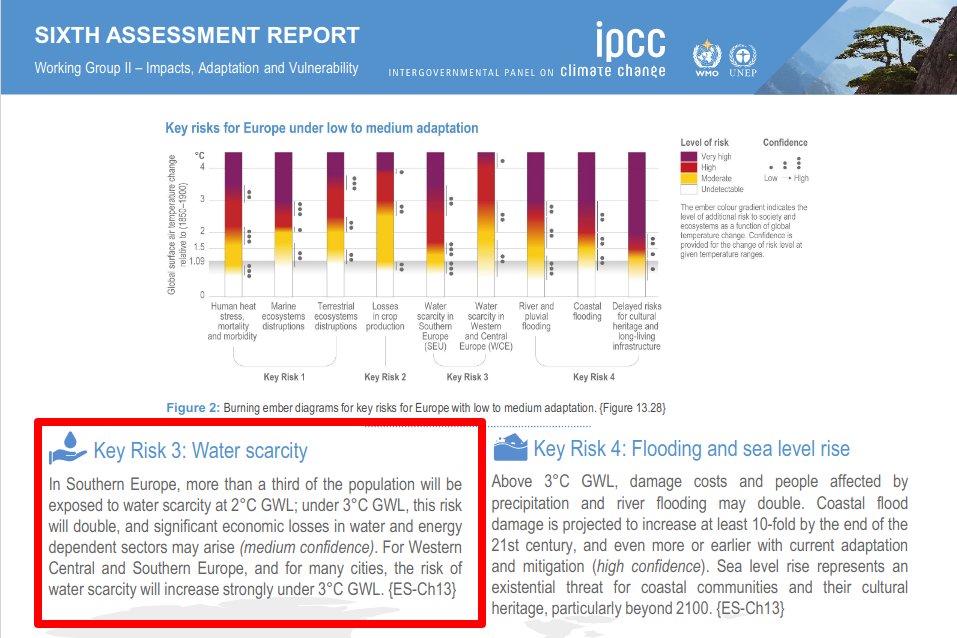 SIXTH ASSESSMENT REPORT
Working Group II – Impacts, Adaptation and Vulnerability
ipcc
INTERGOVERNMENTAL PANEL ON climate change
WMO
UNEP
Key risks for Europe under low to medium adaptation
Global surface air temperature change
relative to (1850–1900)
°C
4
3
2
1.5
1.09
0
Human heat
stress,
mortality
and morbidity
Marine
ecosystems
disruptions
Terrestrial
ecosystems
disruptions
Losses
in crop
production
Water
scarcity in
Southern
Europe
(SEU)
Water
scarcity in
Western
and Central
Europe (WCE)
River and
pluvial
flooding
Coastal
flooding
Delayed risks
for cultural
heritage and
long-living
infrastructure
Key Risk 1
Key Risk 2
Key Risk 3
Key Risk 4
Level of risk
Very high
High
Moderate
Undetectable
Confidence
Low → High
The ember colour gradient indicates the
level of additional risk to society and
ecosystems as a function of global
temperature change. Confidence is
provided for the change of risk level at
given temperature ranges.
Figure 2: Burning ember diagrams for key risks for Europe with low to medium adaptation. {Figure 13.28}
Key Risk 3: Water scarcity
In Southern Europe, more than a third of the population will be
exposed to water scarcity at 2°C GWL; under 3°C GWL, this risk
will double, and significant economic losses in water and energy
dependent sectors may arise (medium confidence). For Western
Central and Southern Europe, and for many cities, the risk of
water scarcity will increase strongly under 3°C GWL. {ES-Ch13}
Key Risk 4: Flooding and sea level rise
Above 3°C GWL, damage costs and people affected by
precipitation and river flooding may double. Coastal flood
damage is projected to increase at least 10-fold by the end of the
21st century, and even more or earlier with current adaptation
and mitigation (high confidence). Sea level rise represents an
existential threat for coastal communities and their cultural
heritage, particularly beyond 2100. {ES-Ch13}